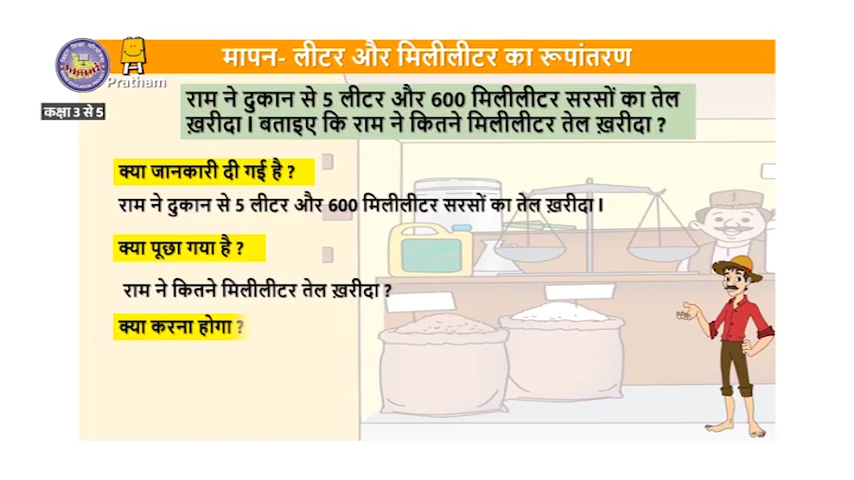 मापन- लीटर और मिलीलीटर का रूपांतरण
Pratham
कक्षा 3 से 5
राम ने दुकान से 5 लीटर और 600 मिलीलीटर सरसों का तेल
ख़रीदा l बताइए कि राम ने कितने मिलीलीटर तेल ख़रीदा ?
क्या जानकारी दी गई है ?
राम ने दुकान से 5 लीटर और 600 मिलीलीटर सरसों का तेल ख़रीदा l
क्या पूछा गया है ?
राम ने कितने मिलीलीटर तेल ख़रीदा ?
क्या करना होगा ?